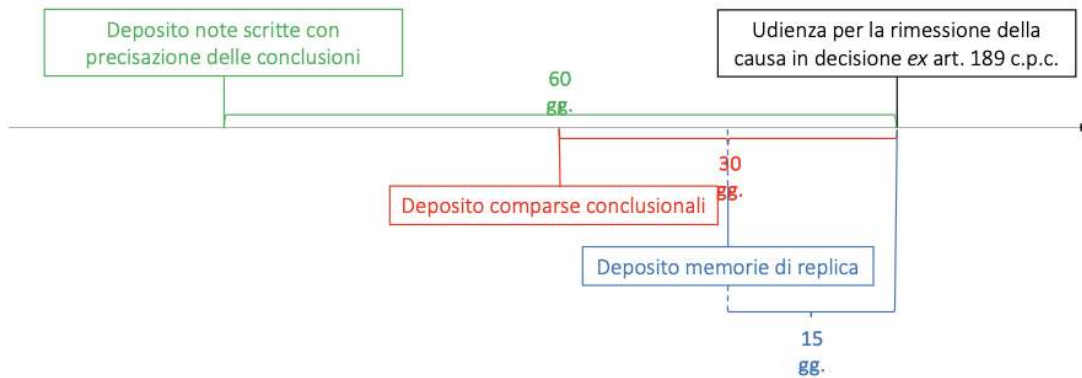 Deposito note scritte con
precisazione delle conclusioni
Udienza per la rimessione della
causa in decisione ex art. 189 c.p.c.
60
gg.
30
gg.
Deposito comparse conclusionali
Deposito memorie di replica
15
gg.